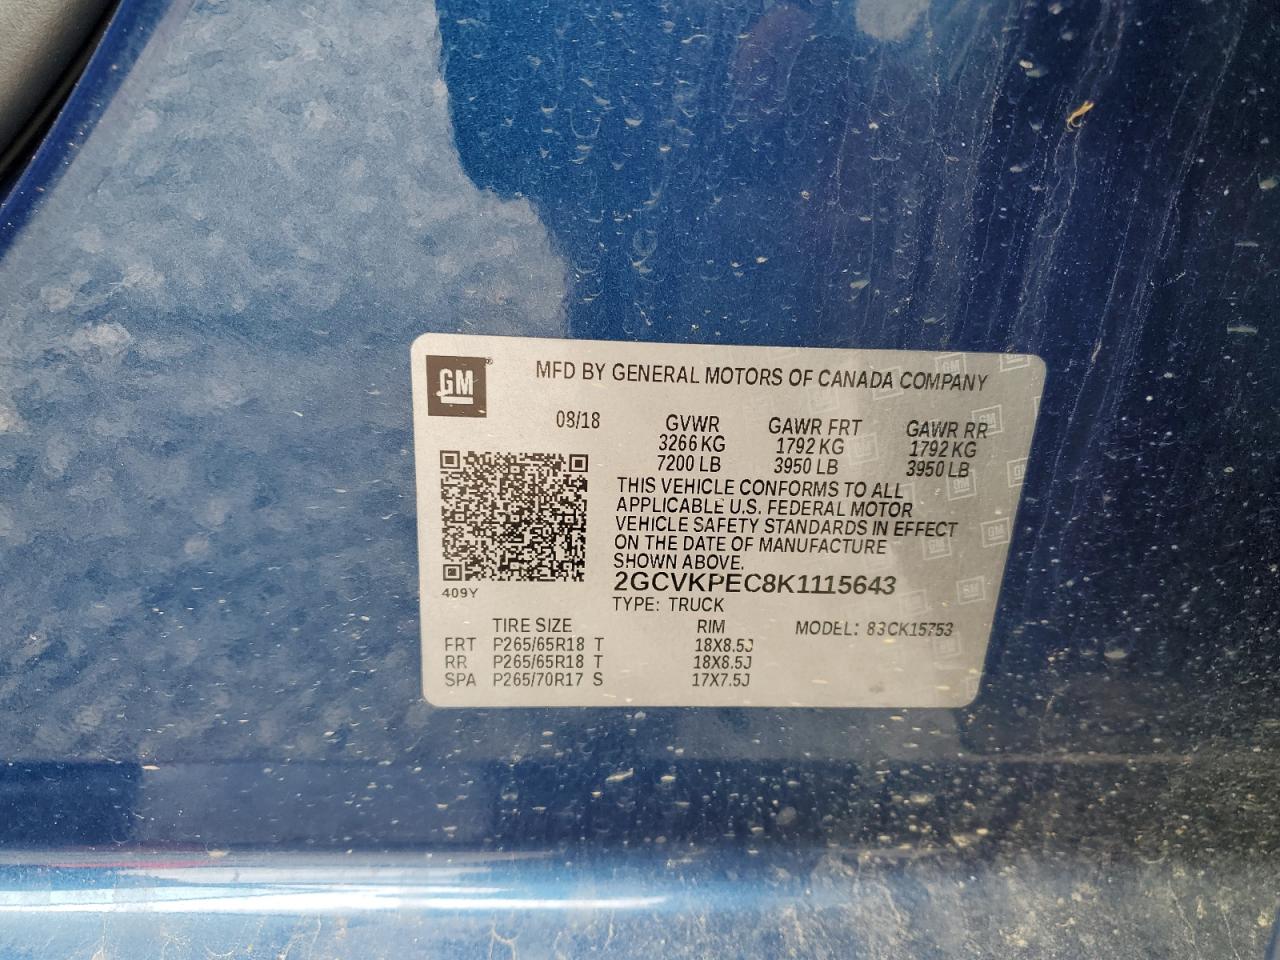 GM
MFD BY GENERAL MOTORS OF CANADA COMPANY
08/18 GVWR GAWR FRT GAWR RR
3266 KG 1792 KG 1792 KG
7200 LB 3950 LB 3950 LB
THIS VEHICLE CONFORMS TO ALL
APPLICABLE U.S. FEDERAL MOTOR
VEHICLE SAFETY STANDARDS IN EFFECT
ON THE DATE OF MANUFACTURE
SHOWN ABOVE.
2GCVKPEC8K1115643
409Y
TYPE: TRUCK
TIRE SIZE RIM MODEL: 83CK15753
FRT P265/65R18 T 18X8.5J
RR P265/65R18 T 18X8.5J
SPA P265/70R17 S 17X7.5J